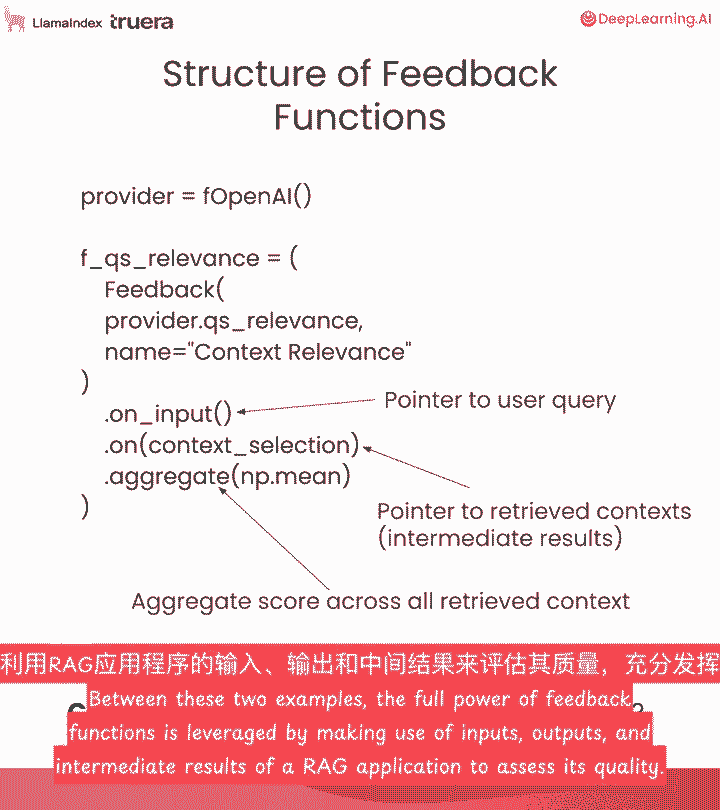 LlamaIndex truera
DeepLearning.AI
Structure of Feedback
Functions
provider = fOpenAI()
f_qs_relevance = (
Feedback(
provider.qs_relevance,
name="Context Relevance"
)
.on_input()
Pointer to user query
.on(context_selection)
.aggregate(np.mean)
)
Pointer to retrieved contexts
(intermediate results)
Aggregate score across all retrieved context
利用RAG应用程序的输入、输出和中间结果来评估其质量，充分发挥
Between these two examples, the full power of feedback
functions is leveraged by making use of inputs, outputs, and
intermediate results of a RAG application to assess its quality.